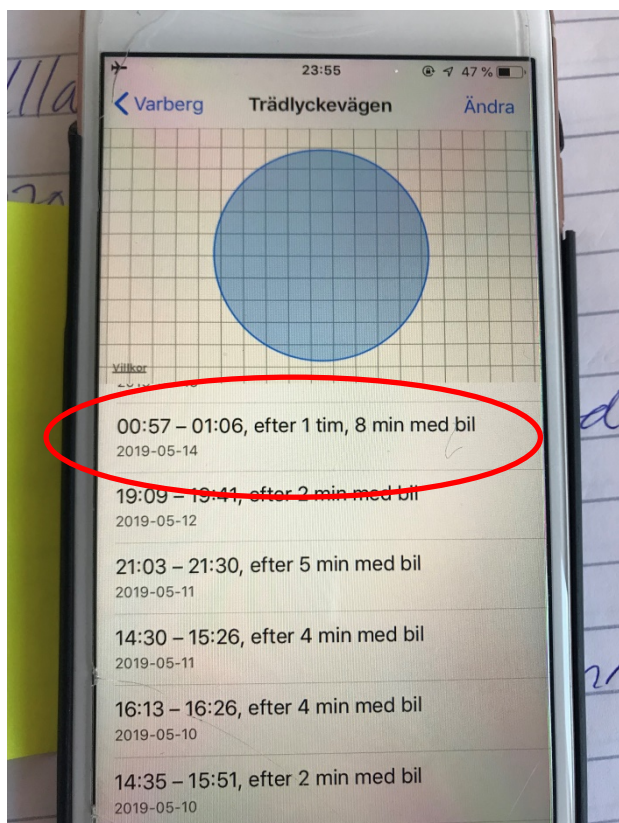 23:55
47 %
Varberg Trädlyckevägen Ändra
Villkor
00:57 – 01:06, efter 1 tim, 8 min med bil
2019-05-14
19:09 – 19:41, efter 2 min med bil
2019-05-12
21:03 – 21:30, efter 5 min med bil
2019-05-11
14:30 – 15:26, efter 4 min med bil
2019-05-11
16:13 – 16:26, efter 4 min med bil
2019-05-10
14:35 – 15:51, efter 2 min med bil
2019-05-10